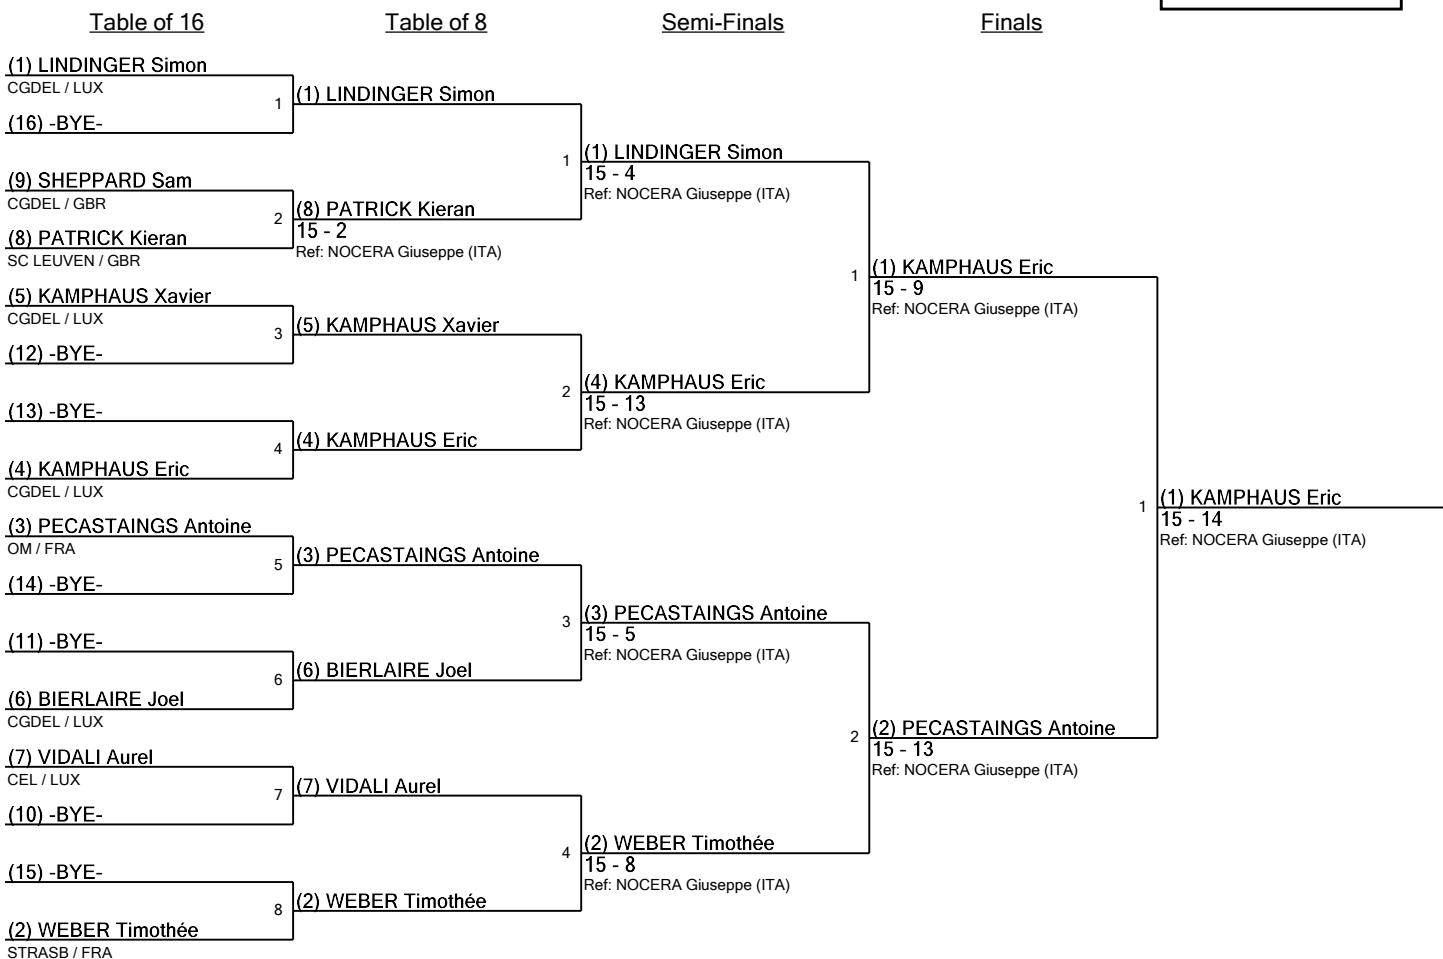 Table of 16
Table of 8
Semi-Finals
Finals
(1) LINDINGER Simon
CGDEL / LUX
1
(16) -BYE-
(9) SHEPPARD Sam
CGDEL / GBR
2
(8) PATRICK Kieran
SC LEUVEN / GBR
(5) KAMPHAUS Xavier
CGDEL / LUX
3
(12) -BYE-
(13) -BYE-
4
(4) KAMPHAUS Eric
CGDEL / LUX
(3) PECASTAINGS Antoine
OM / FRA
5
(14) -BYE-
(11) -BYE-
6
(6) BIERLAIRE Joel
CGDEL / LUX
(7) VIDALI Aurel
CEL / LUX
7
(10) -BYE-
(15) -BYE-
8
(2) WEBER Timothée
STRASB / FRA
(1) LINDINGER Simon
1
(8) PATRICK Kieran
15 - 2
Ref: NOCERA Giuseppe (ITA)
(5) KAMPHAUS Xavier
2
(4) KAMPHAUS Eric
(3) PECASTAINGS Antoine
3
(6) BIERLAIRE Joel
(7) VIDALI Aurel
4
(2) WEBER Timothée
(1) LINDINGER Simon
15 - 4
Ref: NOCERA Giuseppe (ITA)
1
(4) KAMPHAUS Eric
15 - 13
Ref: NOCERA Giuseppe (ITA)
(3) PECASTAINGS Antoine
15 - 5
Ref: NOCERA Giuseppe (ITA)
2
(2) WEBER Timothée
15 - 8
Ref: NOCERA Giuseppe (ITA)
(1) KAMPHAUS Eric
15 - 9
Ref: NOCERA Giuseppe (ITA)
1
(2) PECASTAINGS Antoine
15 - 13
Ref: NOCERA Giuseppe (ITA)
(1) KAMPHAUS Eric
15 - 14
Ref: NOCERA Giuseppe (ITA)